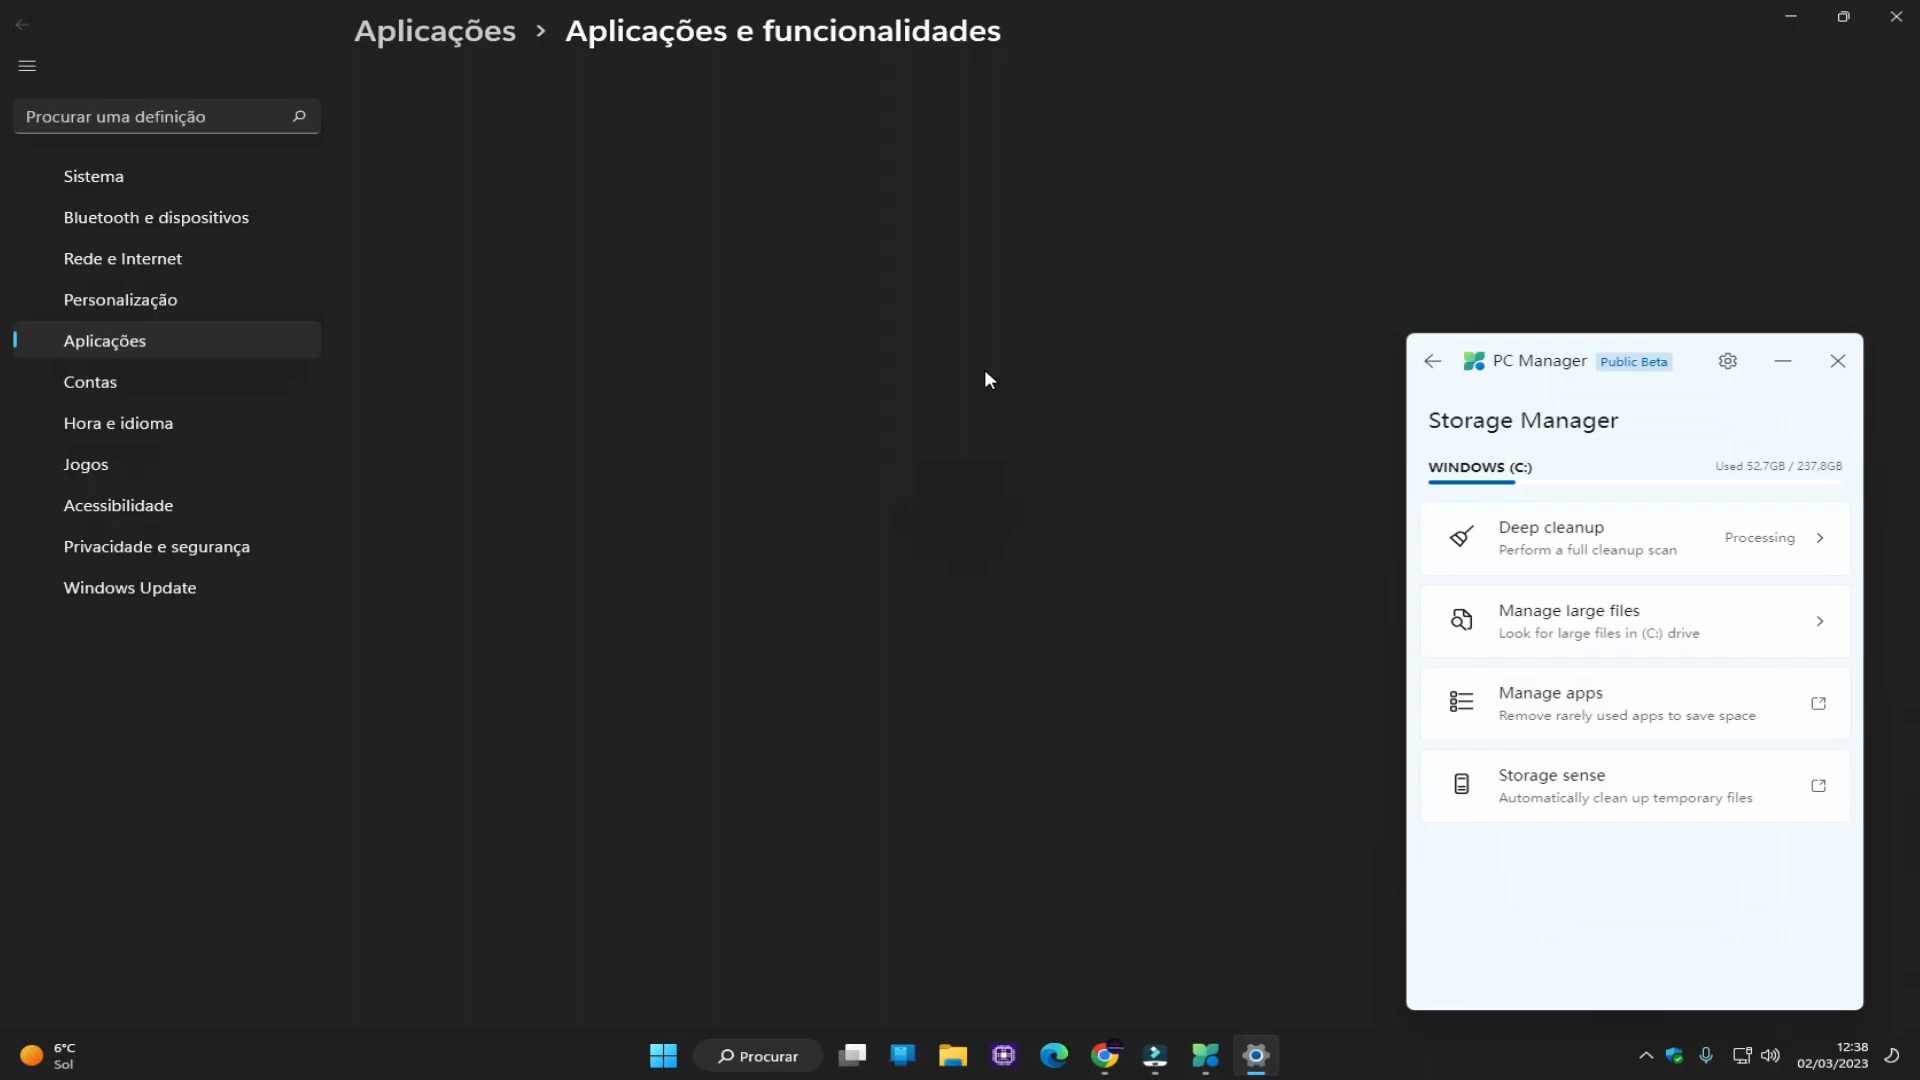 Aplicações › Aplicações e funcionalidades
Procurar uma definição
Sistema
Bluetooth e dispositivos
Rede e Internet
Personalização
Aplicações
Contas
Hora e idioma
Jogos
Acessibilidade
Privacidade e segurança
Windows Update
PC Manager Public Beta
Storage Manager
WINDOWS (C:) Used 52,7GB / 237,8GB
Deep cleanup
Perform a full cleanup scan
Processing
Manage large files
Look for large files in (C:) drive
Manage apps
Remove rarely used apps to save space
Storage sense
Automatically clean up temporary files
6°C
Sol
Procurar
12:38
02/03/2023